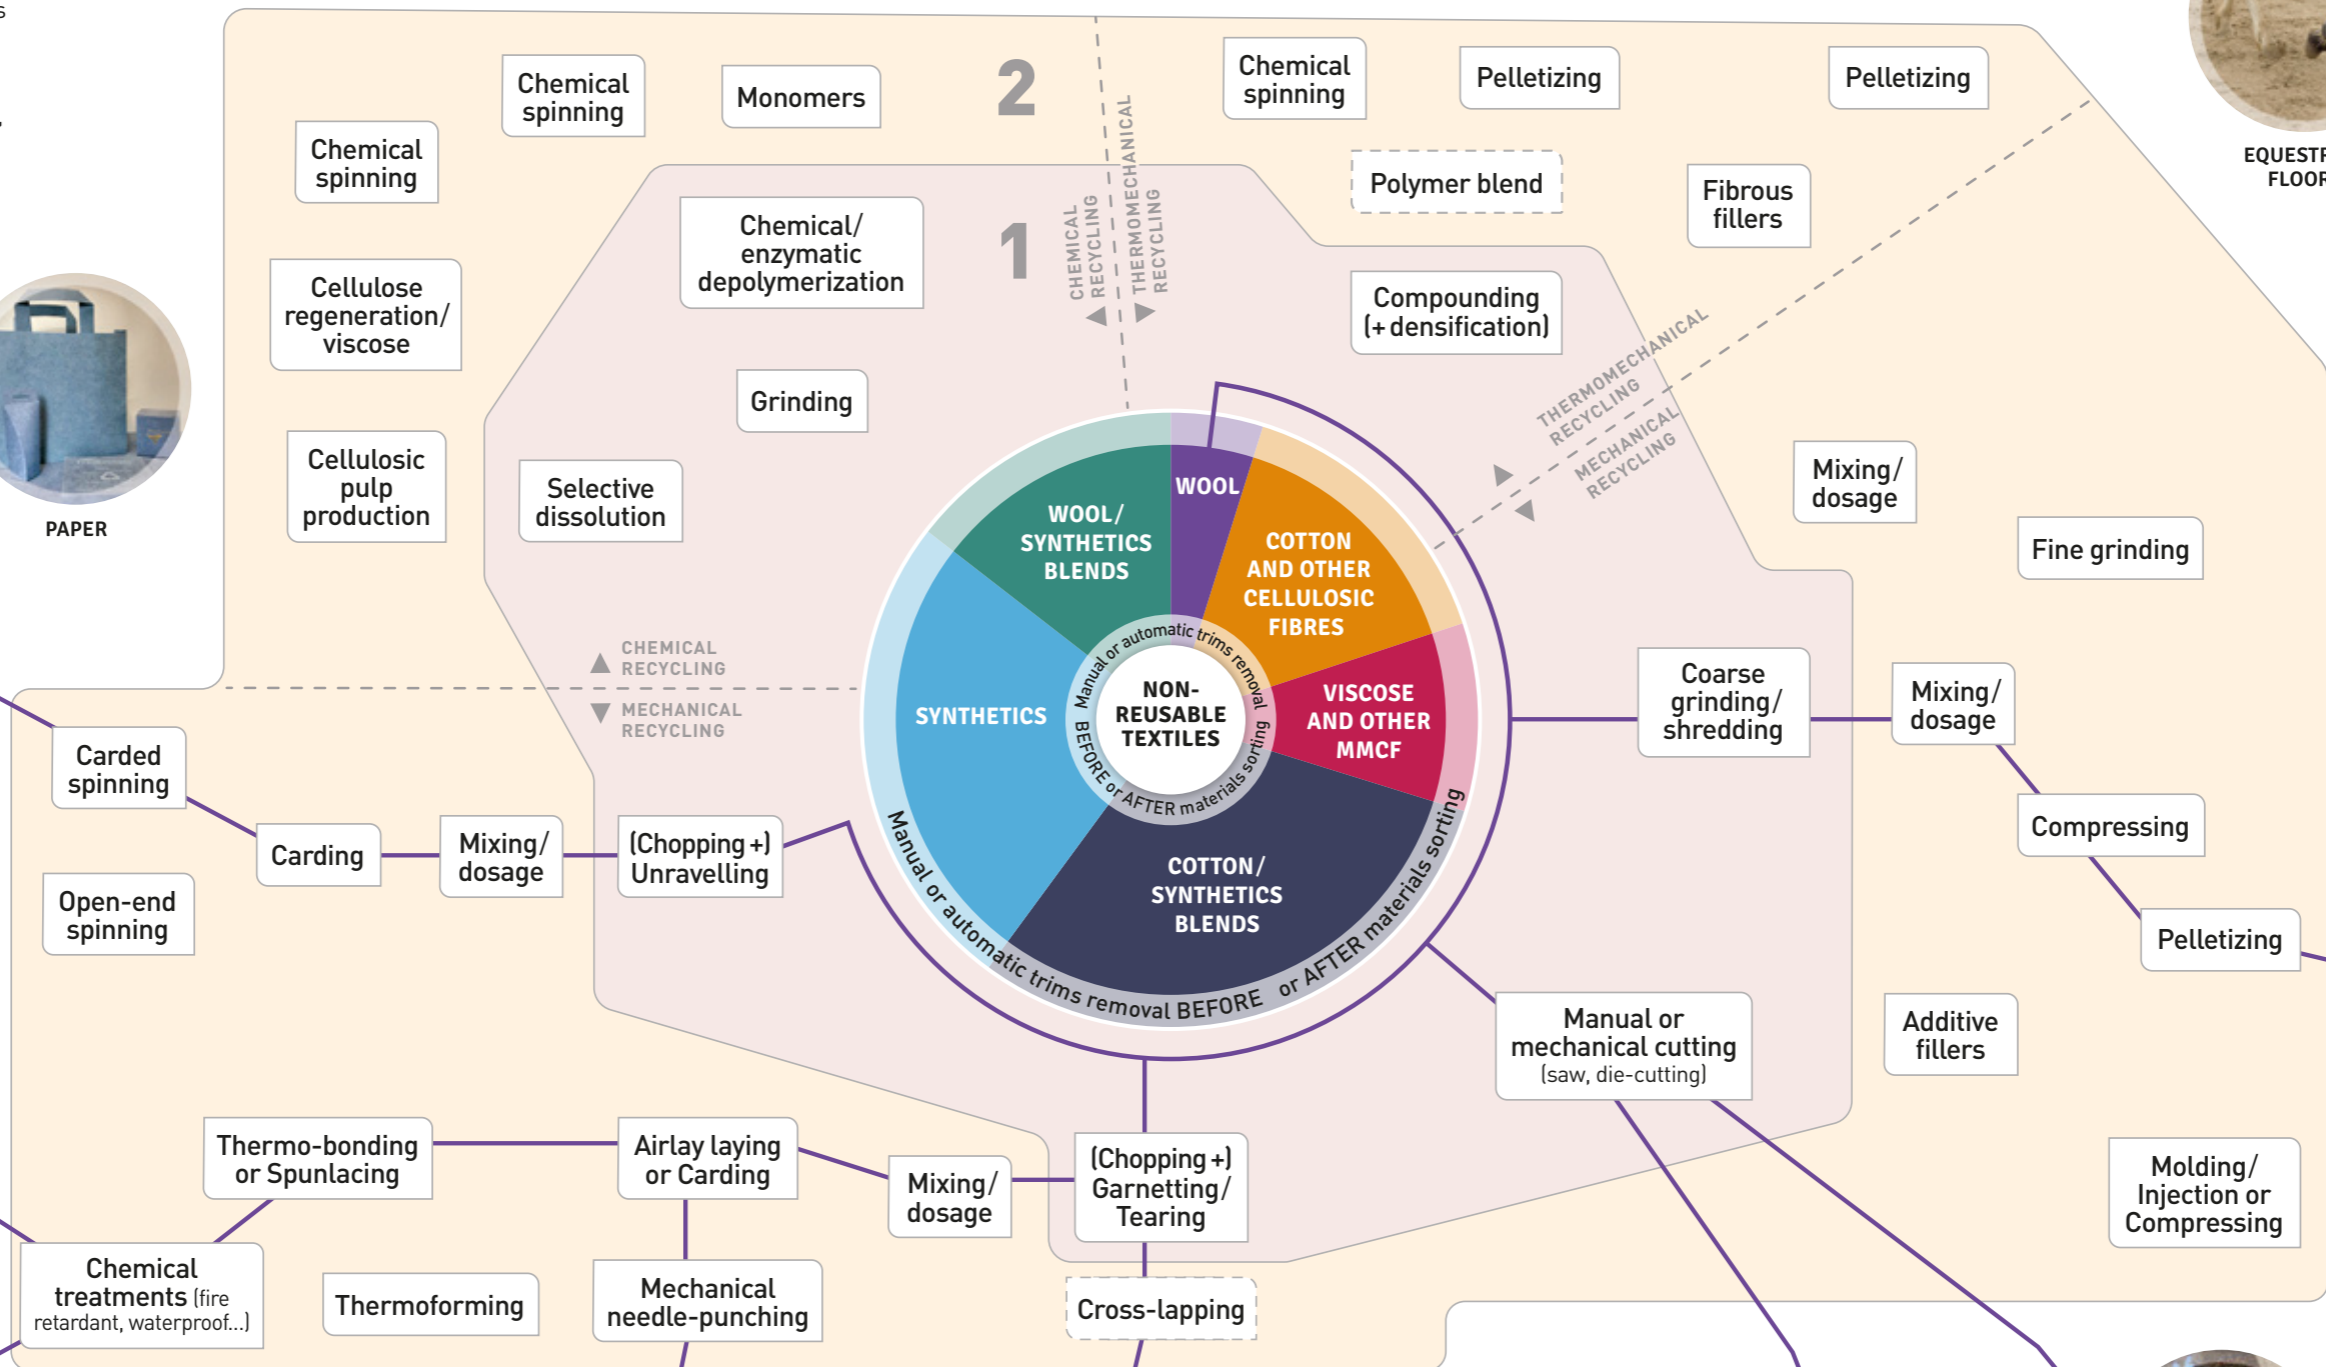 s
Chemical
spinning
Monomers
2
Chemical
spinning
Pelletizing
Pelletizing
Chemical
spinning
Polymer blend
Fibrous
fillers
Chemical/
enzymatic
depolymerization
1
CHEMICAL
RECYCLING
THERMOMECHANICAL
RECYCLING
EQUESTR
FLOOR
Cellulose
regeneration/
viscose
Compounding
(+ densification)
Grinding
THERMOMECHANICAL
RECYCLING
MECHANICAL
RECYCLING
Cellulosic
pulp
production
Selective
dissolution
PAPER
Mixing/
dosage
Fine grinding
WOOL/
SYNTHETICS
BLENDS
WOOL
COTTON
AND OTHER
CELLULOSIC
FIBRES
SYNTHETICS
VISCOSE
AND OTHER
MMCF
COTTON/
SYNTHETICS
BLENDS
Manual or automatic trims removal
BEFORE or AFTER materials sorting
NON-
REUSABLE
TEXTILES
Manual or automatic trims removal BEFORE or AFTER materials sorting
CHEMICAL
RECYCLING
MECHANICAL
RECYCLING
Coarse
grinding/
shredding
Mixing/
dosage
Carded
spinning
Carding
Mixing/
dosage
(Chopping +)
Unravelling
Compressing
Open-end
spinning
Pelletizing
Manual or
mechanical cutting
(saw, die-cutting)
Additive
fillers
Thermo-bonding
or Spunlacing
Airlay laying
or Carding
Mixing/
dosage
(Chopping +)
Garnetting/
Tearing
Molding/
Injection or
Compressing
Chemical
treatments (fire
retardant, waterproof...)
Thermoforming
Mechanical
needle-punching
Cross-lapping